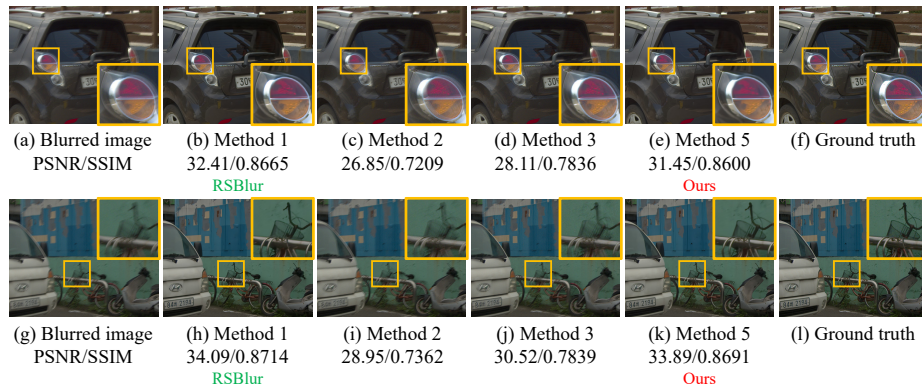 (a) Blurred image (b) Method 1 (c) Method 2 (d) Method 3 (e) Method 5 (f) Ground truth
PSNR/SSIM 32.41/0.8665 26.85/0.7209 28.11/0.7836 31.45/0.8600
RSBlur Ours
(g) Blurred image (h) Method 1 (i) Method 2 (j) Method 3 (k) Method 5 (l) Ground truth
PSNR/SSIM 34.09/0.8714 28.95/0.7362 30.52/0.7839 33.89/0.8691
RSBlur Ours